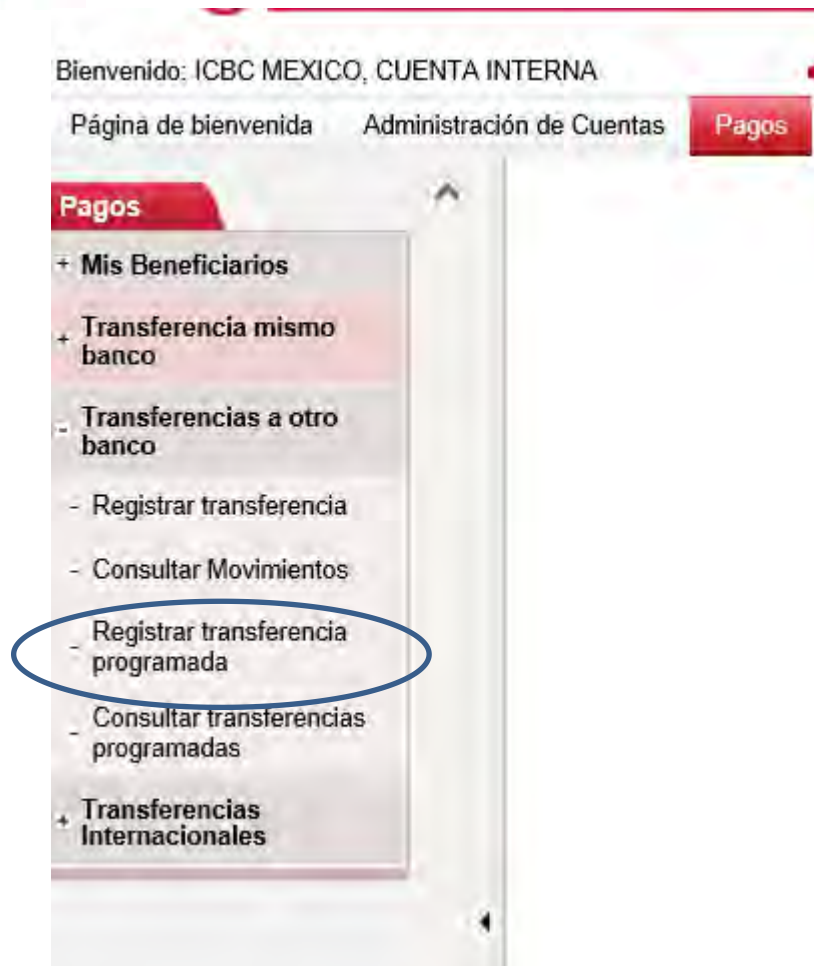 Bienvenido: ICBC MEXICO, CUENTA INTERNA
Página de bienvenida Administración de Cuentas Pagos
Pagos
+ Mis Beneficiarios
+ Transferencia mismo
banco
- Transferencias a otro
banco
- Registrar transferencia
- Consultar Movimientos
- Registrar transferencia
programada
- Consultar transferencias
programadas
+ Transferencias
Internacionales